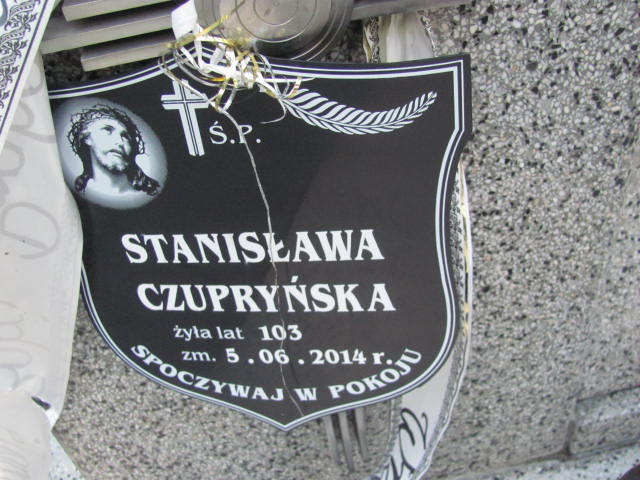 Ś.P.
STANISŁAWA
CZUPRYŃSKA
żyła lat 103
zm. 5.06.2014 r.
SPOCZYWAJ W POKOJU